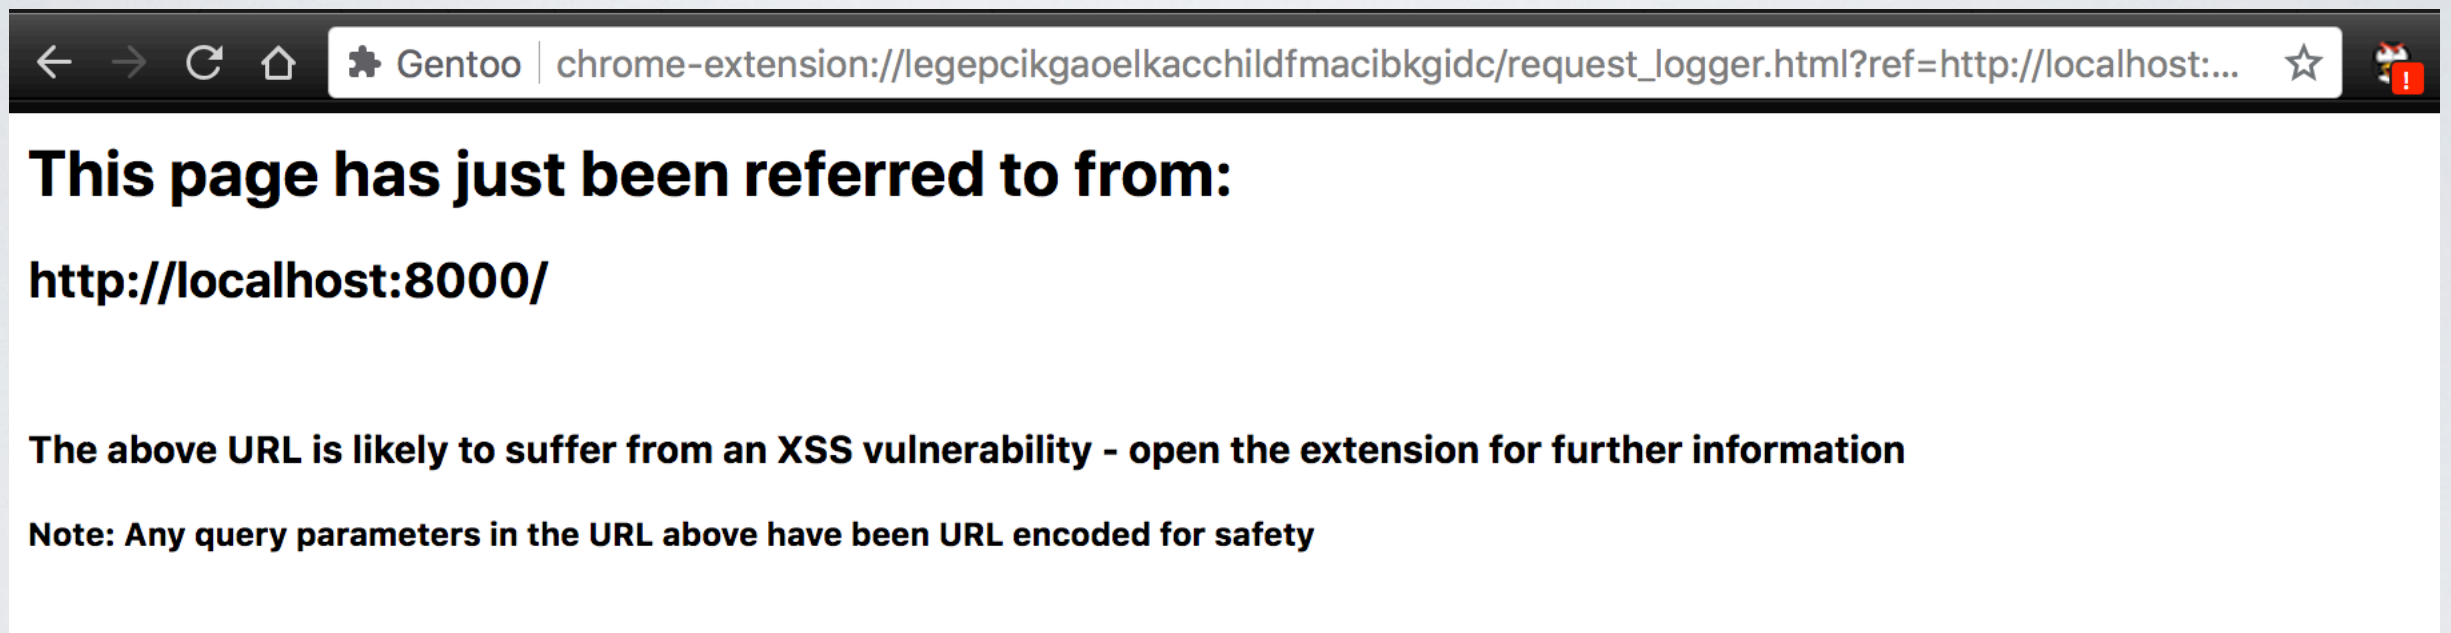 Gentoo chrome-extension://legepcikgaoelkacchildfmacibkgidc/request_logger.html?ref=http://localhost:...
!
This page has just been referred to from:
http://localhost:8000/
The above URL is likely to suffer from an XSS vulnerability - open the extension for further information
Note: Any query parameters in the URL above have been URL encoded for safety